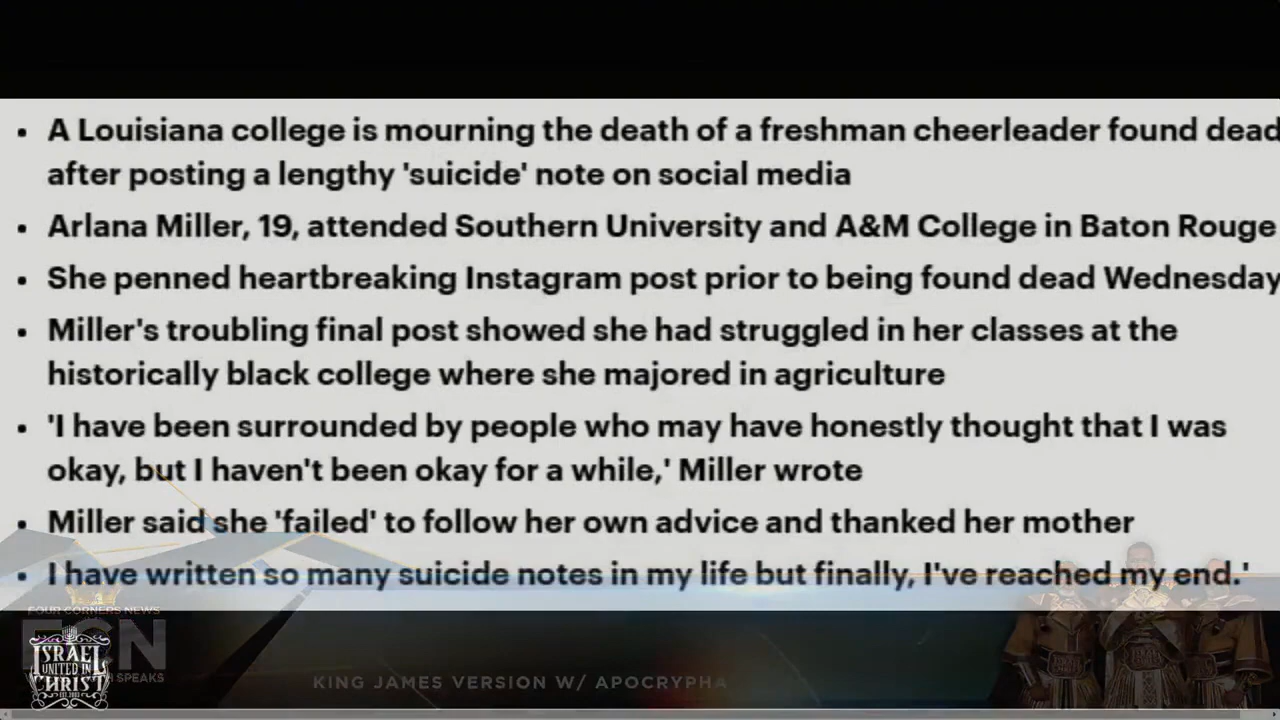 • A Louisiana college is mourning the death of a freshman cheerleader found dead
after posting a lengthy 'suicide' note on social media
• Arlana Miller, 19, attended Southern University and A&M College in Baton Rouge
• She penned heartbreaking Instagram post prior to being found dead Wednesday
• Miller's troubling final post showed she had struggled in her classes at the
historically black college where she majored in agriculture
• 'I have been surrounded by people who may have honestly thought that I was
okay, but I haven't been okay for a while,' Miller wrote
• Miller said she 'failed' to follow her own advice and thanked her mother
• I have written so many suicide notes in my life but finally, I've reached my end.'
FOUR CORNERS NEWS
SPEAKS
ISRAEL
UNITED IN
CHRIST
EST. 2003
KING JAMES VERSION W/ APOCRYPHA